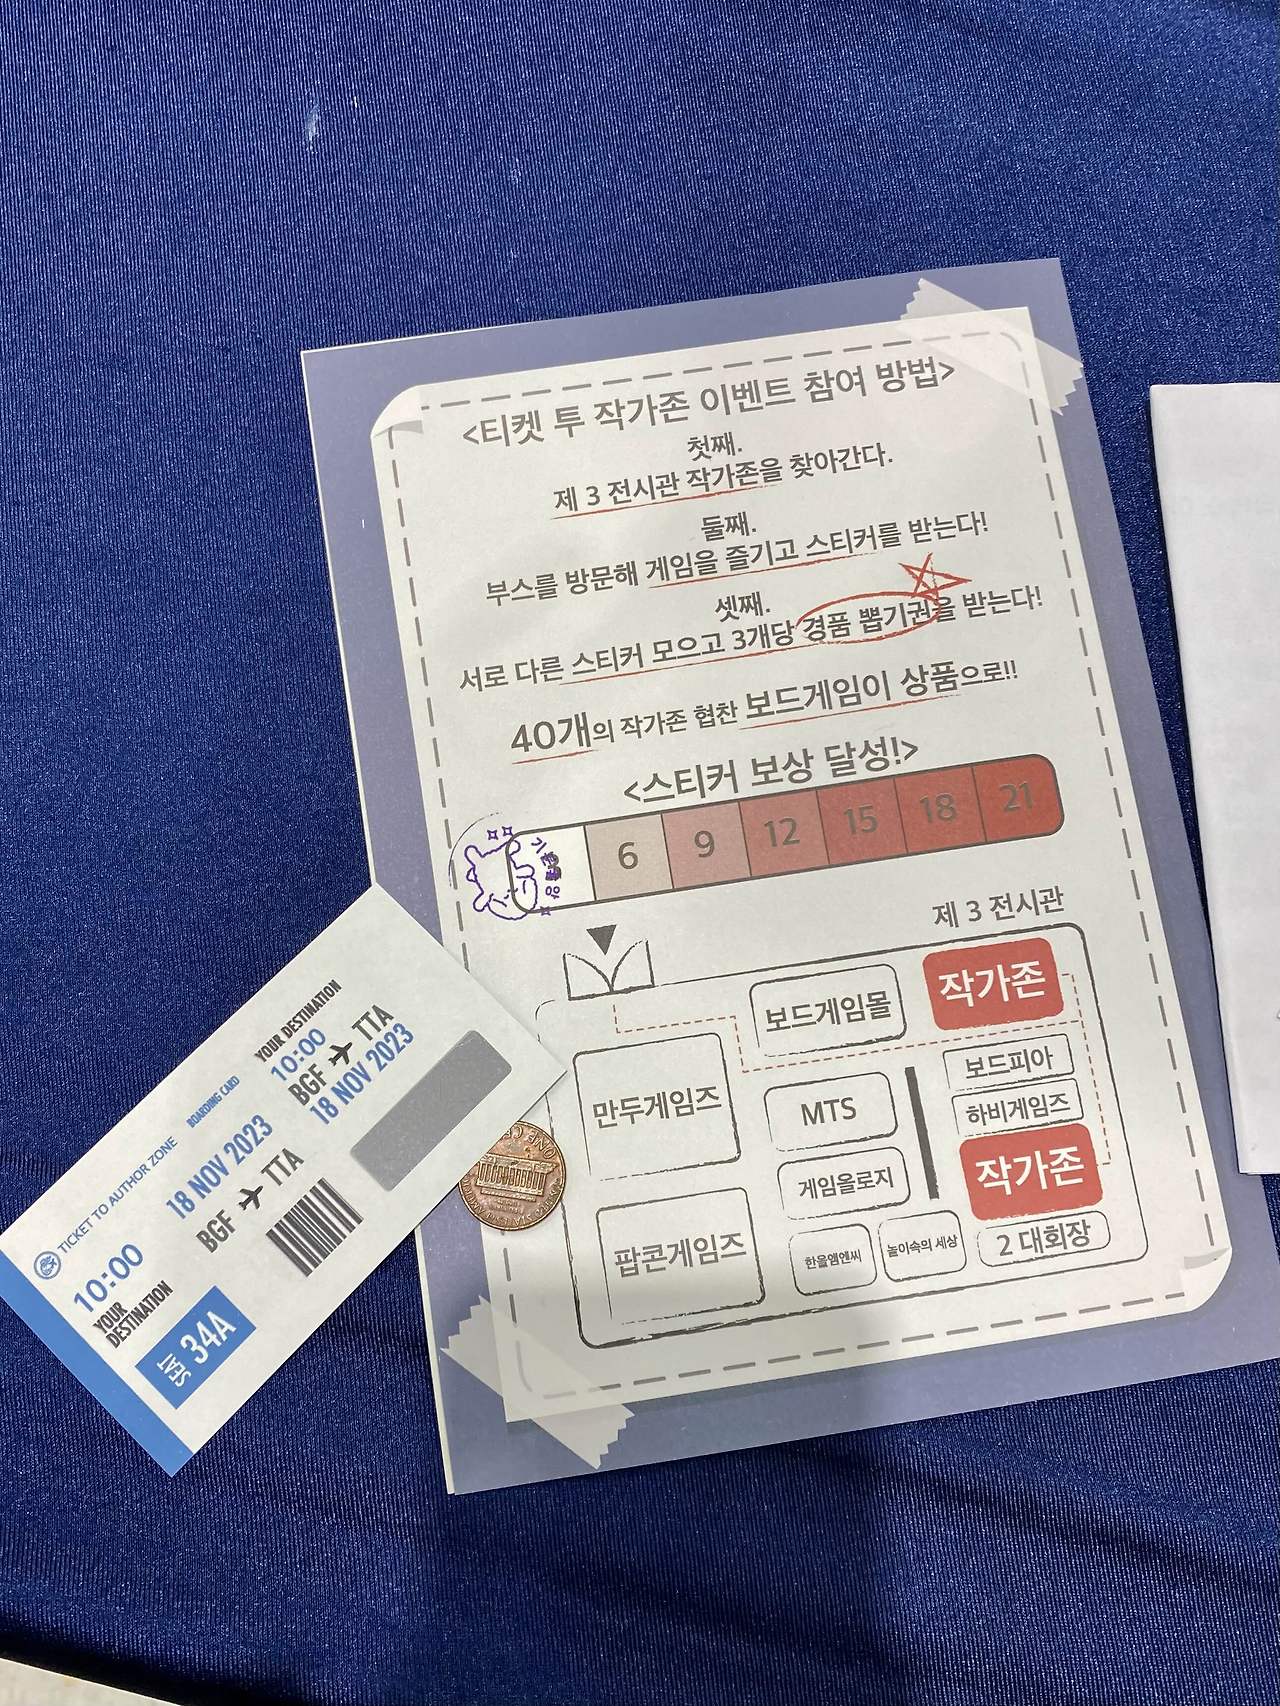 <티켓 투 작가존 이벤트 참여 방법>
첫째.
제 3 전시관 작가존을 찾아간다.
둘째.
부스를 방문해 게임을 즐기고 스티커를 받는다!
셋째.
서로 다른 스티커 모으고 3개당 경품 뽑기권을 받는다!
40개의 작가존 협찬 보드게임이 상품으로!!
<스티커 보상 달성!>
6 9 12 15 18 21
제 3 전시관
보드게임몰
작가존
만두게임즈
MTS
보드피아
하비게임즈
게임올로지
작가존
팝콘게임즈
한울엠앤씨
놀이속의 세상
2 대회장
TICKET TO AUTHOR ZONE
BOARDING CARD
10:00
18 NOV 2023
YOUR DESTINATION
BGF TTA
SEAT 34A
YOUR DESTINATION
10:00
BGF TTA
18 NOV 2023
ONE CE